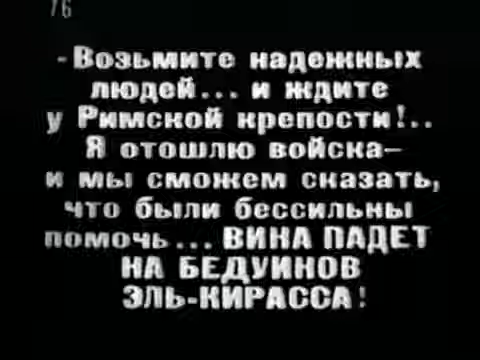 76
- Возьмите надежных
людей... и ждите
у Римской крепости!..
Я отошлю войска—
и мы сможем сказать,
что были бессильны
помочь... ВИНА ПАДЕТ
НА БЕДУИНОВ
ЭЛЬ-КИРАССА!